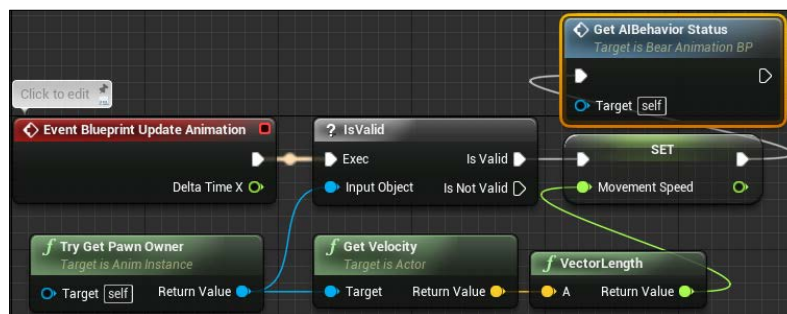 Get AIBehavior Status
Target is Bear Animation BP
Target self
Click to edit
Event Blueprint Update Animation
Delta Time X
? IsValid
Exec Is Valid
Input Object Is Not Valid
SET
Movement Speed
f Try Get Pawn Owner
Target is Anim Instance
Target self Return Value
f Get Velocity
Target is Actor
Target Return Value
f VectorLength
A Return Value